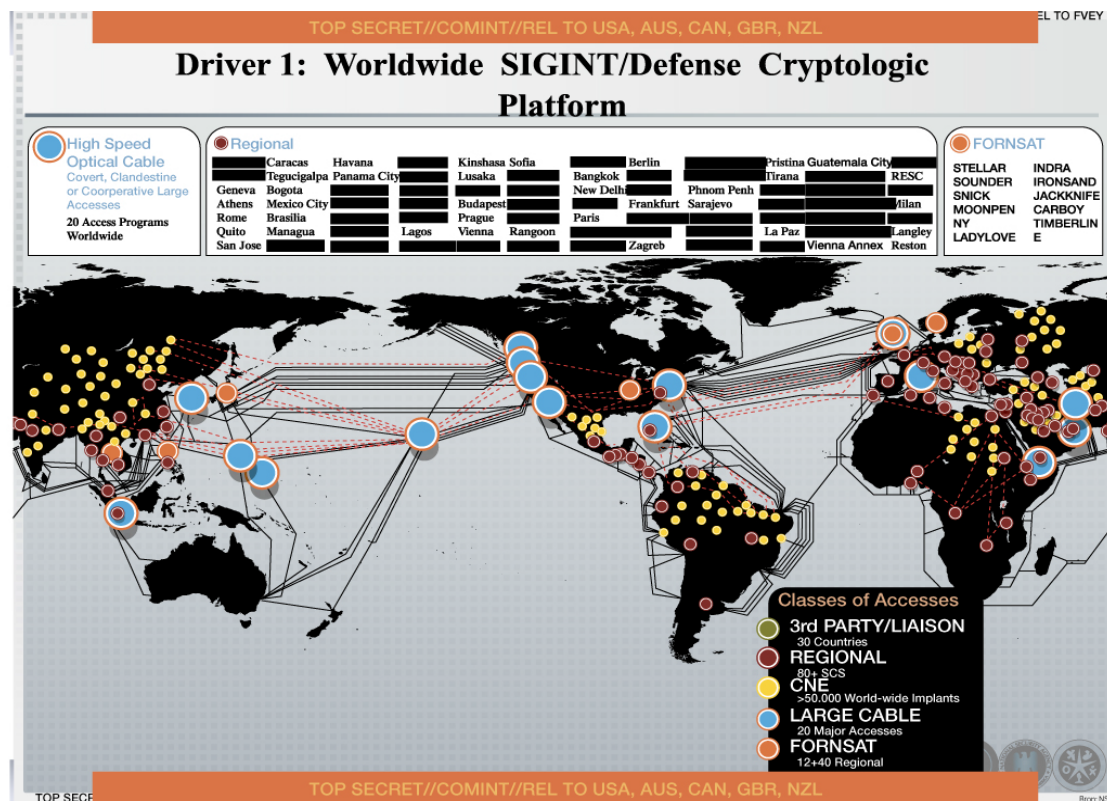 TOP SECRET//COMINT//REL TO USA, AUS, CAN, GBR, NZL
EL TO FVEY
Driver 1: Worldwide SIGINT/Defense Cryptologic
Platform
High Speed
Optical Cable
Covert, Clandestine
or Coorperative Large
Accesses
20 Access Programs
Worldwide
Regional
Caracas Havana Kinshasa Sofia Berlin Pristina Guatemala City
Tegucigalpa Panama City Lusaka Bangkok Tirana RESC
Geneva Bogota New Delhi Phnom Penh
Athens Mexico City Budapest Frankfurt Sarajevo Milan
Rome Brasilia Prague Paris
Quito Managua Lagos Vienna Rangoon La Paz Langley
San Jose Zagreb Vienna Annex Reston
FORNSAT
STELLAR INDRA
SOUNDER IRONSAND
SNICK JACKKNIFE
MOONPEN CARBOY
NY TIMBERLIN
LADYLOVE E
Classes of Accesses
3rd PARTY/LIAISON
30 Countries
REGIONAL
80+ SCS
CNE
>50.000 World-wide Implants
LARGE CABLE
20 Major Accesses
FORNSAT
12+40 Regional
TOP SECRET//COMINT//REL TO USA, AUS, CAN, GBR, NZL
TOP SECR